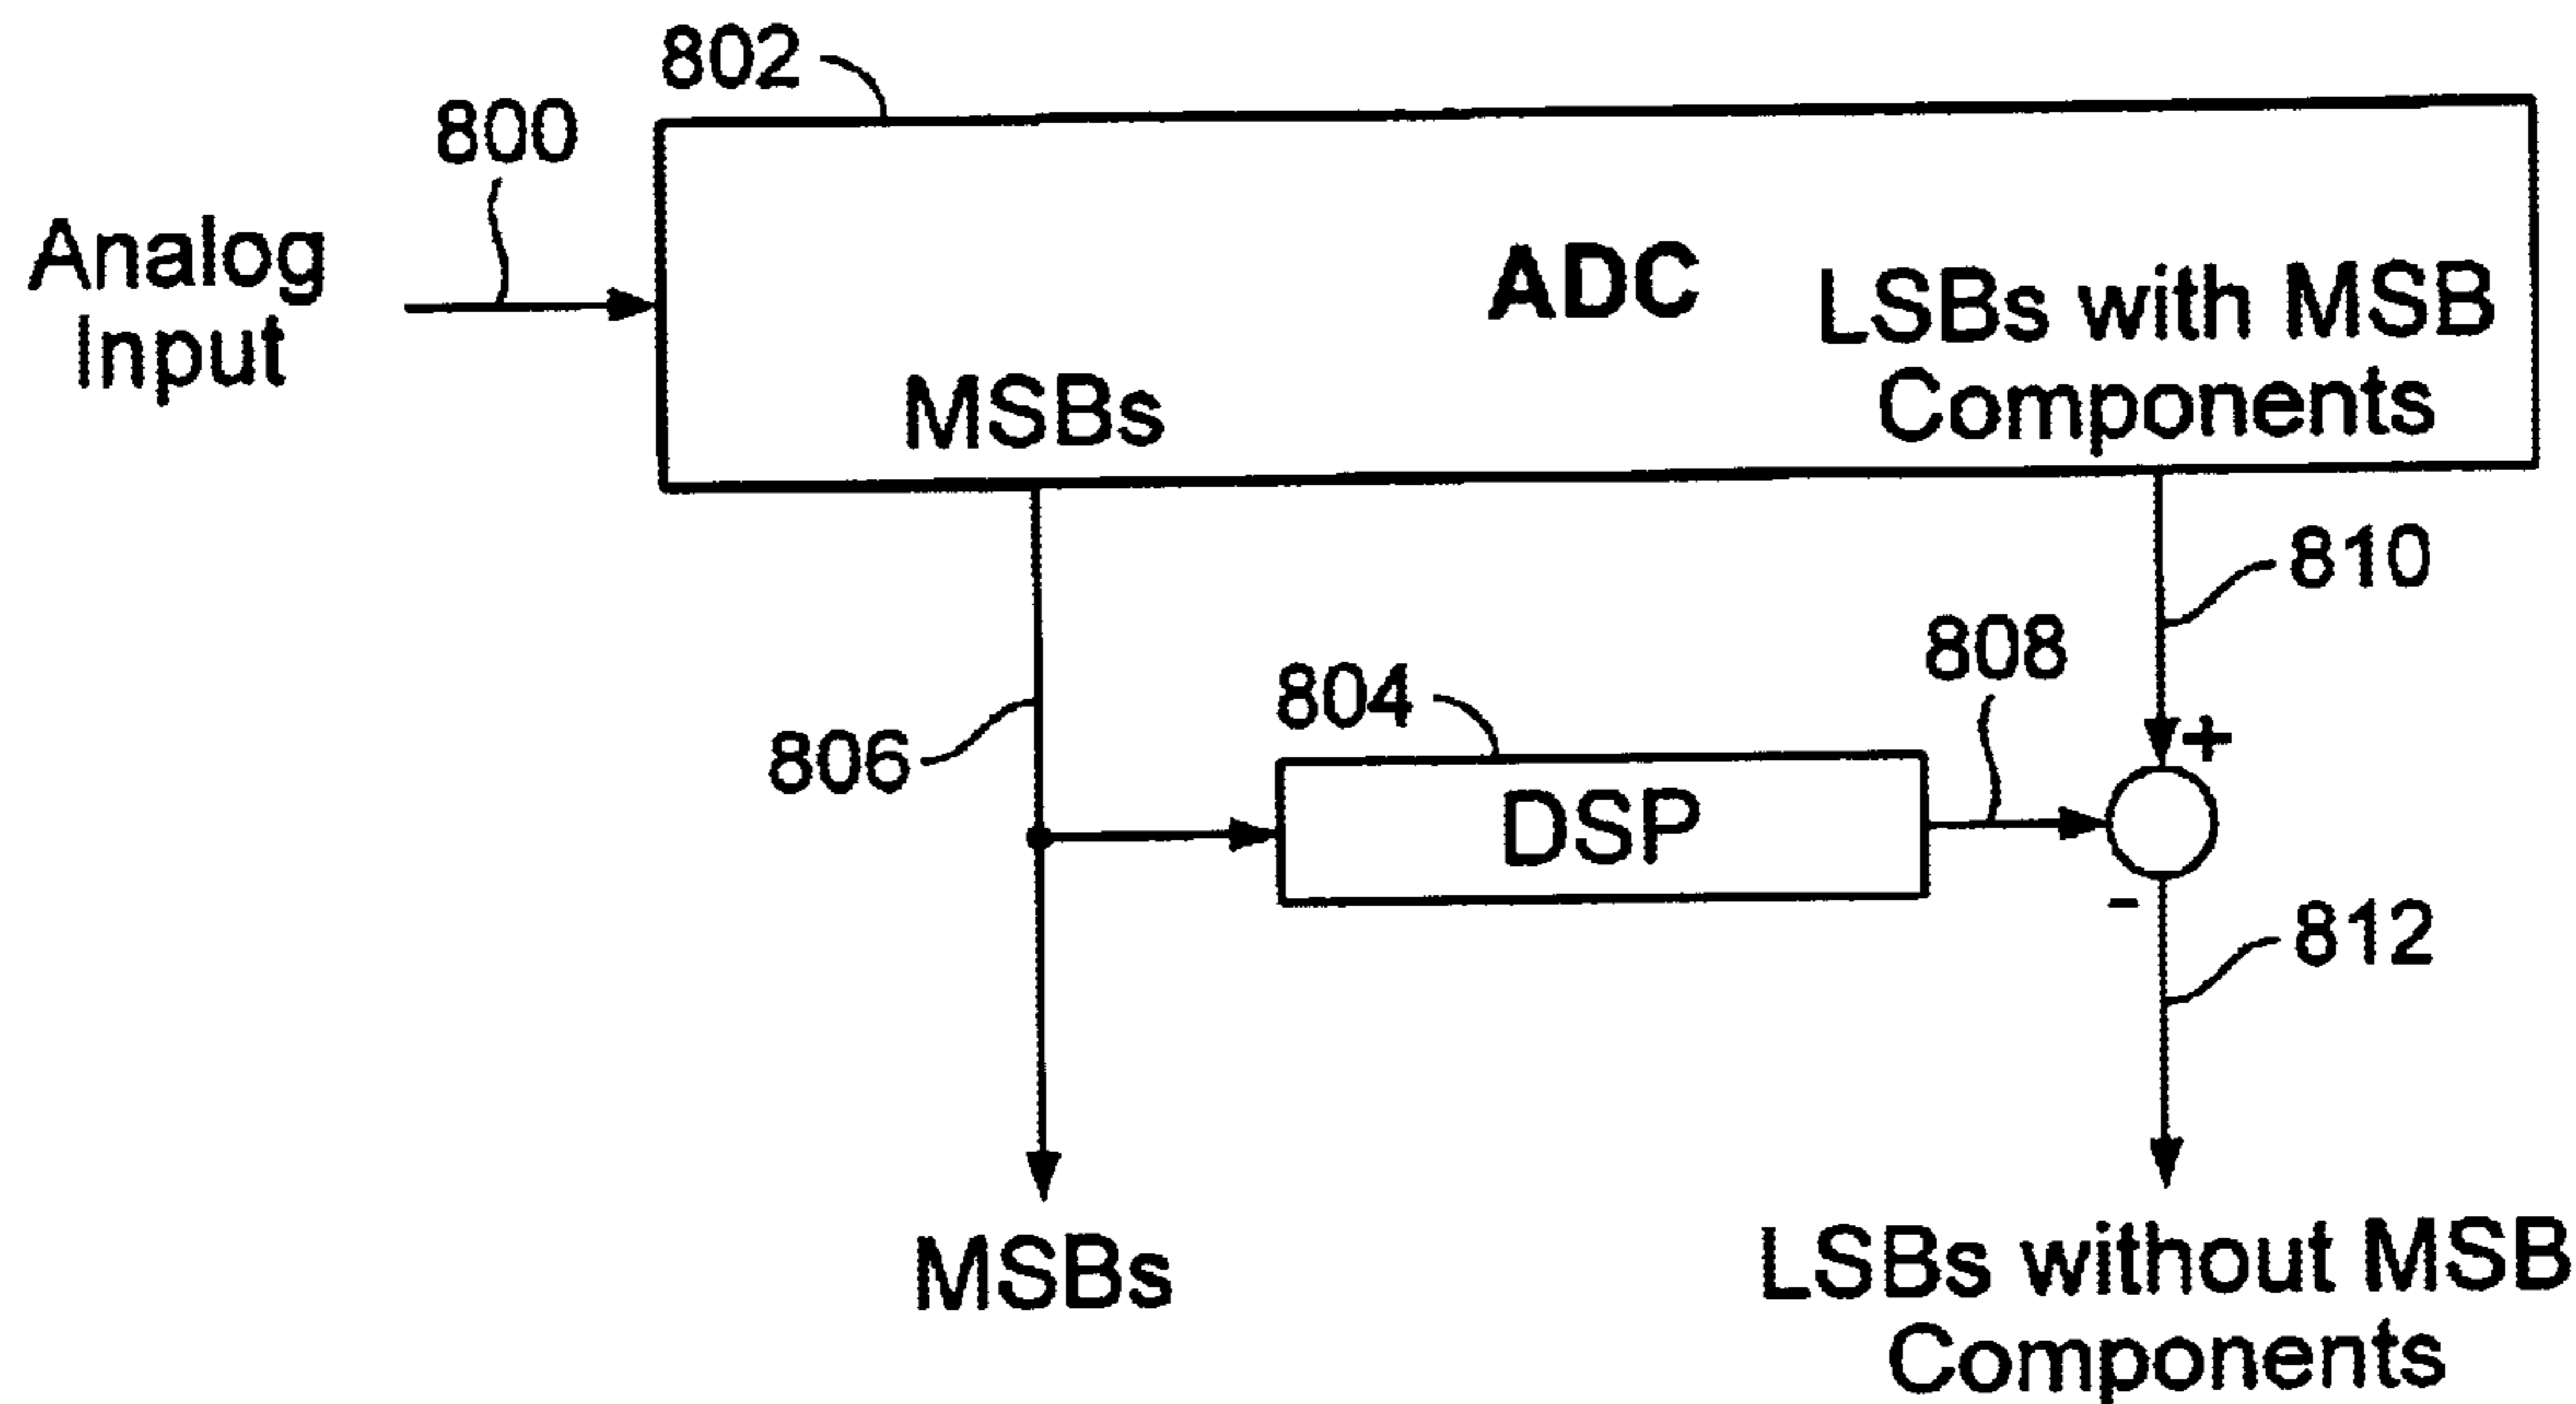 802
800
Analog
Input
ADC
LSBs with MSB
Components
MSBs
810
808
804
806
+
DSP
-
812
MSBs
LSBs without MSB
Components